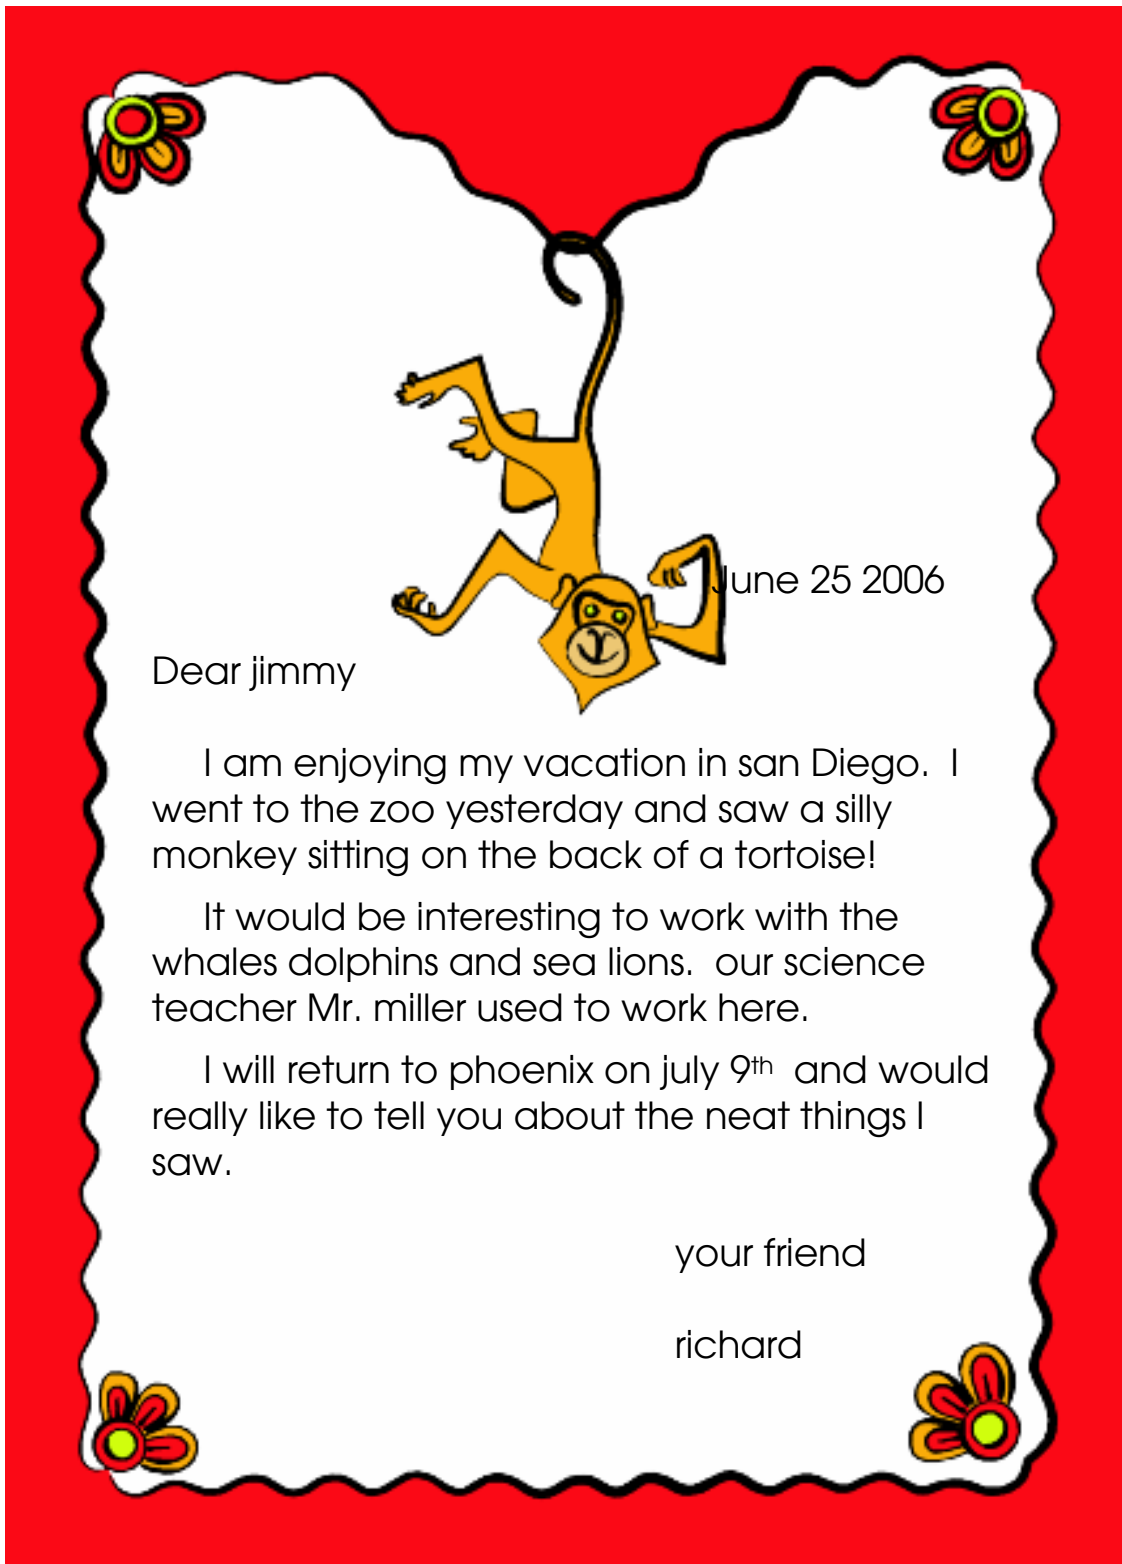 June 25 2006
Dear jimmy
I am enjoying my vacation in san Diego.  I
went to the zoo yesterday and saw a silly
monkey sitting on the back of a tortoise!
It would be interesting to work with the
whales dolphins and sea lions.  our science
teacher Mr. miller used to work here.
I will return to phoenix on july 9th  and would
really like to tell you about the neat things I
saw.
your friend
richard